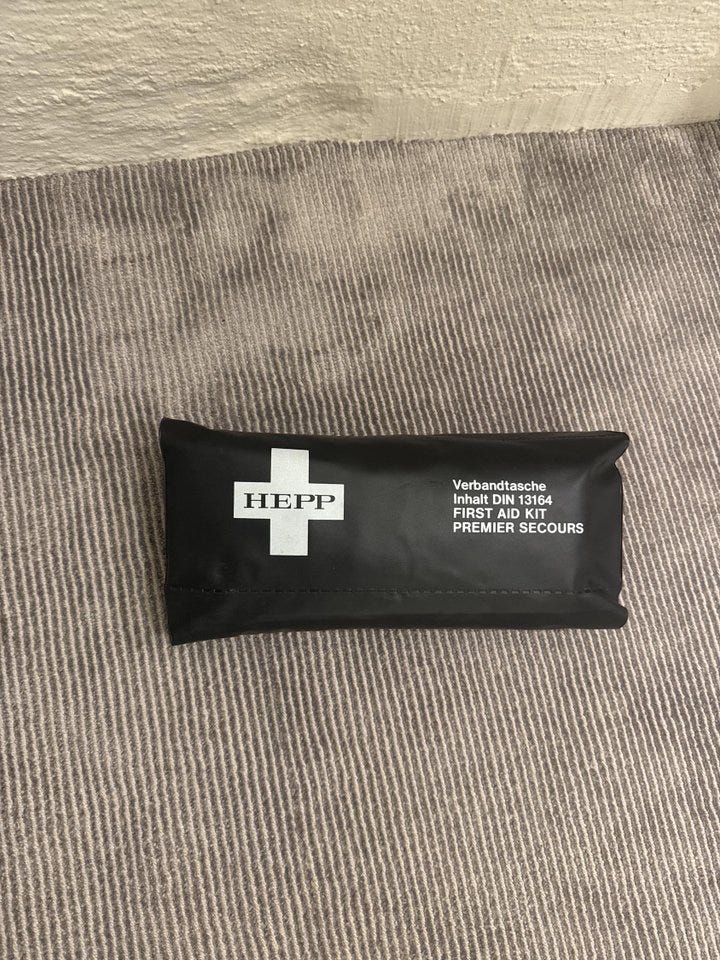 HEPP
Verbandtasche
Inhalt DIN 13164
FIRST AID KIT
PREMIER SECOURS